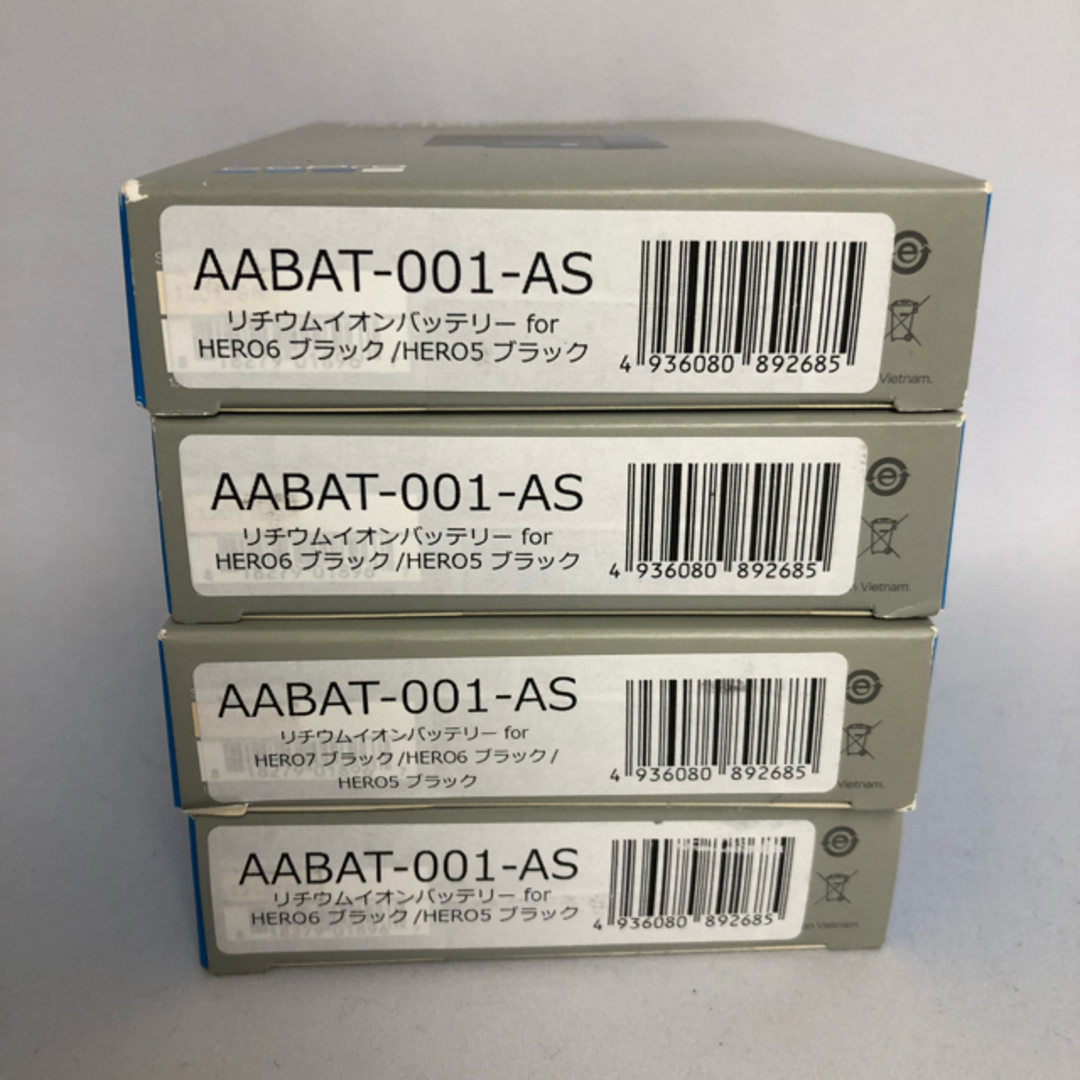 AABAT-001-AS
リチウムイオンバッテリー for
HERO6 ブラック /HERO5 ブラック
4 936080 892685
Vietnam.
AABAT-001-AS
リチウムイオンバッテリー for
HERO6 ブラック /HERO5 ブラック
4 936080 892685
Vietnam.
AABAT-001-AS
リチウムイオンバッテリー for
HERO7 ブラック /HERO6 ブラック /
HERO5 ブラック
4 936080 892685
Vietnam.
AABAT-001-AS
リチウムイオンバッテリー for
HERO6 ブラック /HERO5 ブラック
4 936080 892685
Vietnam.